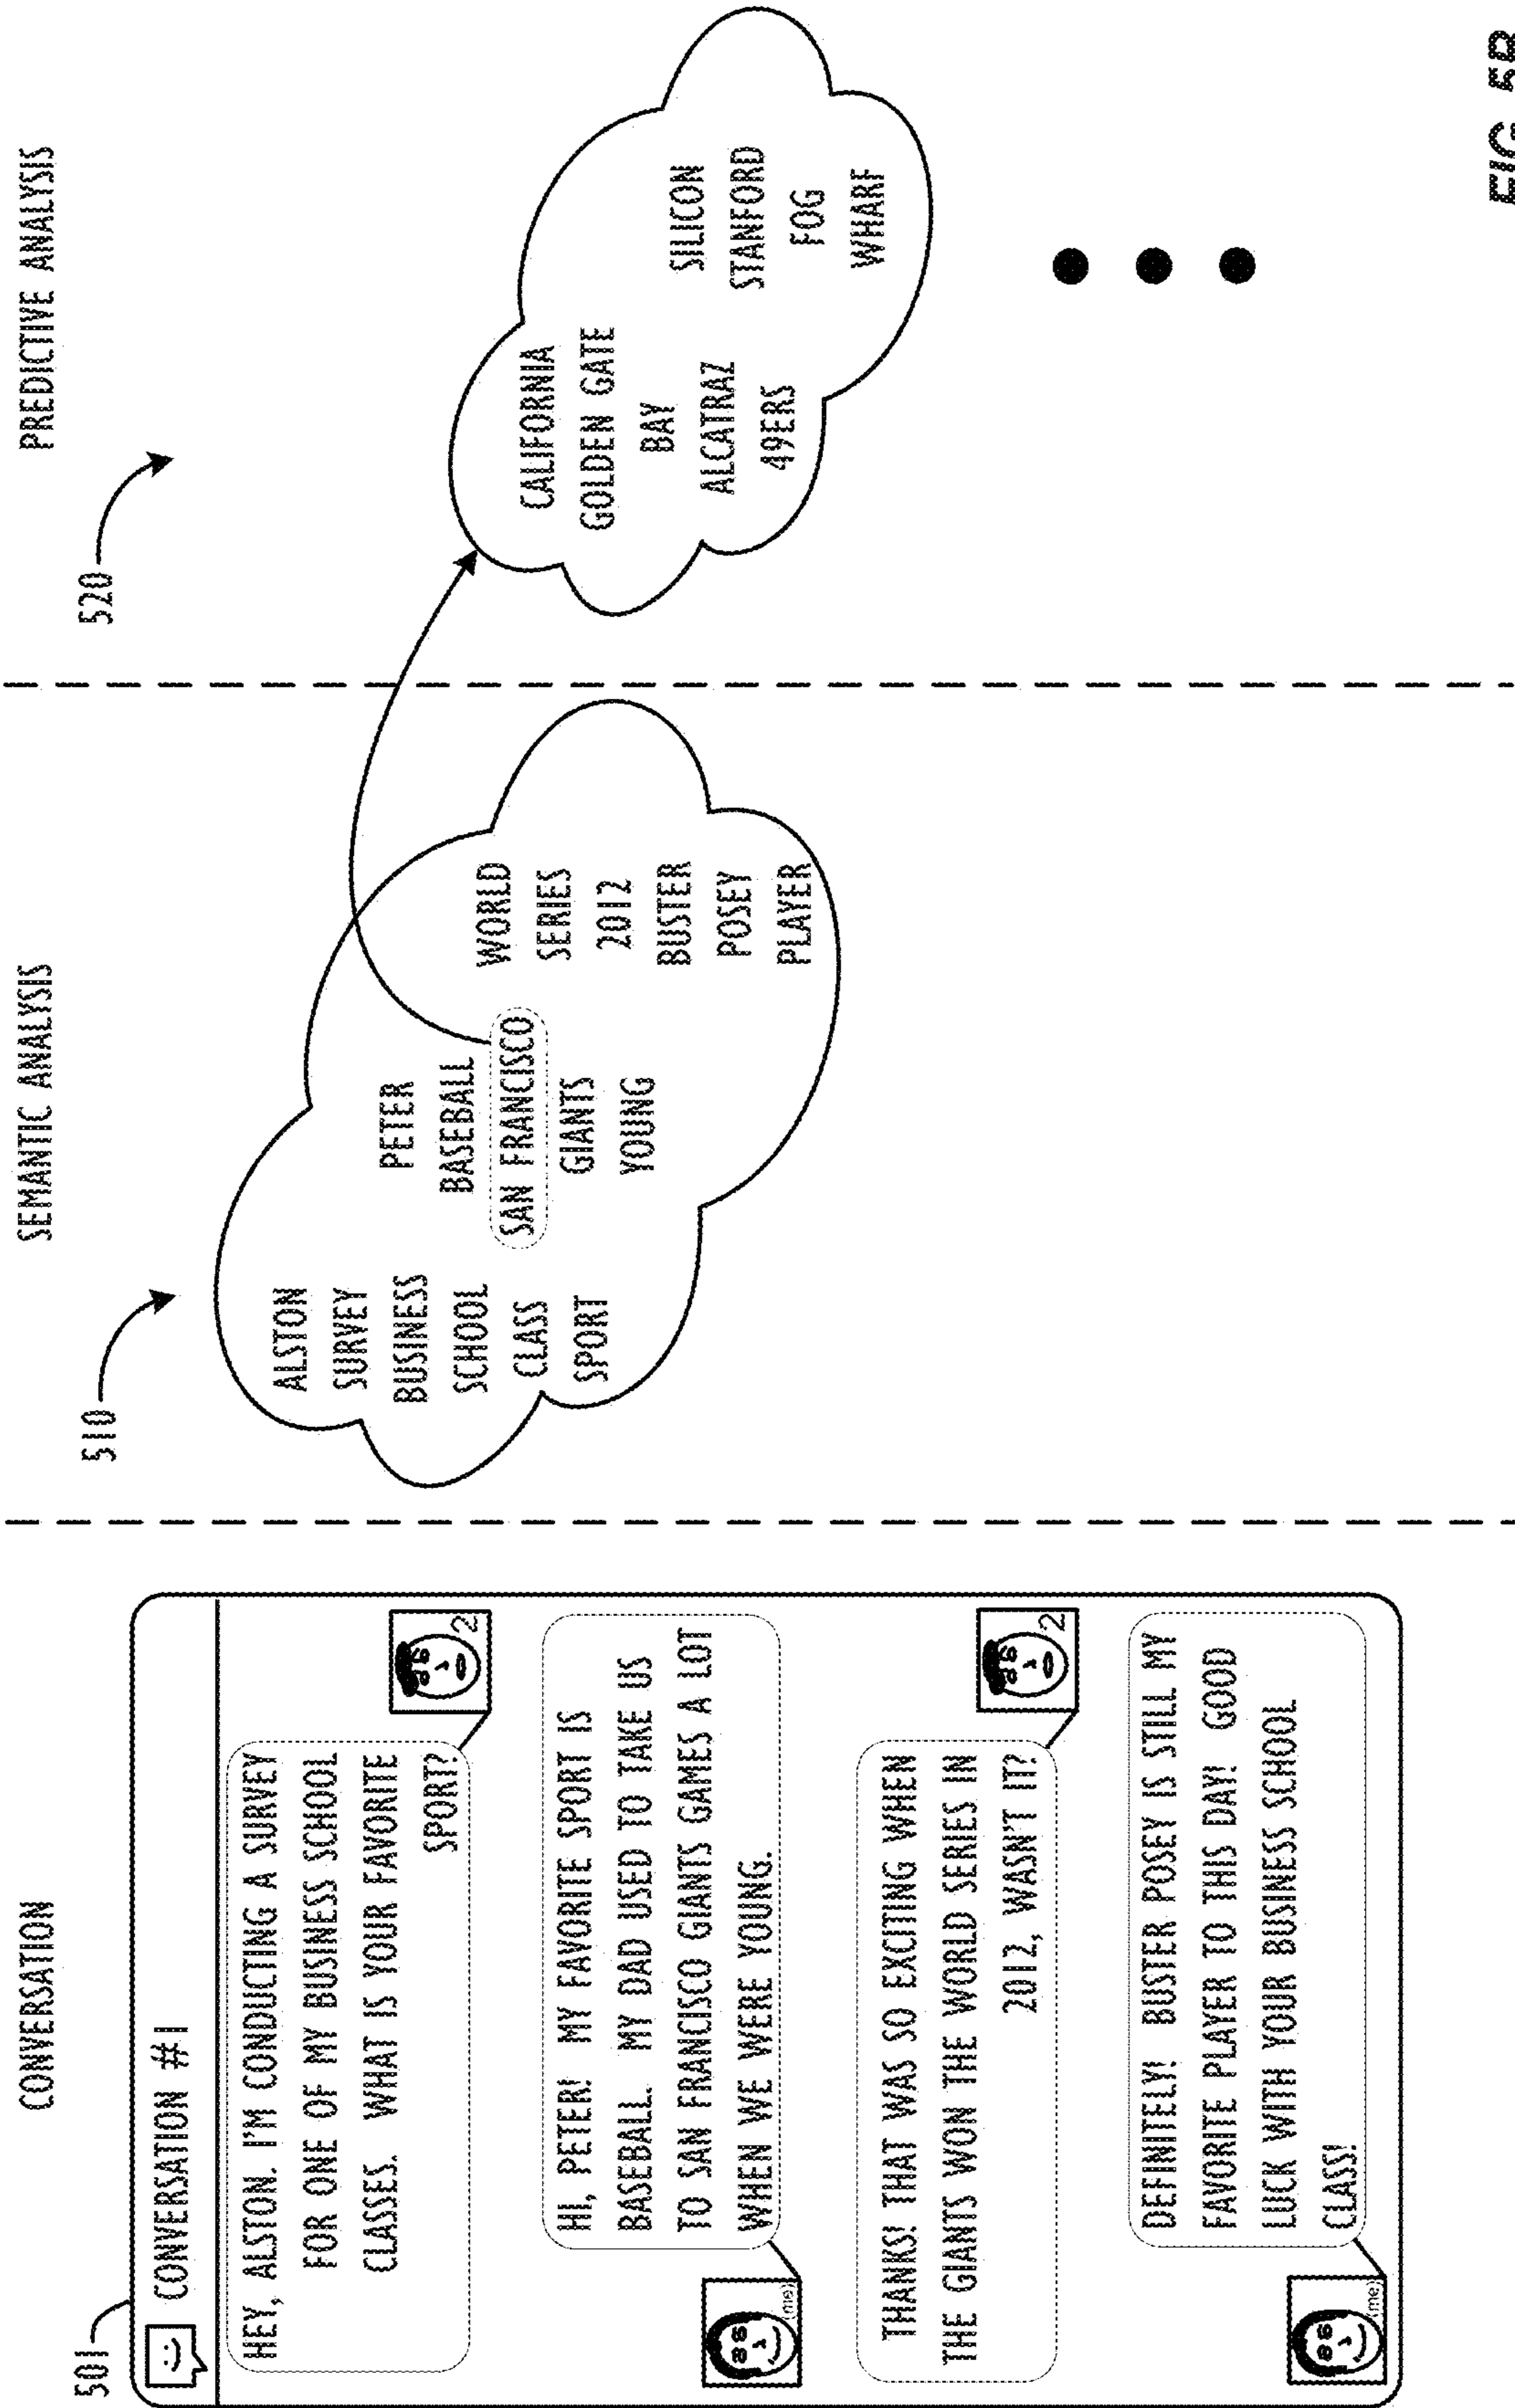 CONVERSATION
501
CONVERSATION #1
HEY, ALSTON. I'M CONDUCTING A SURVEY
FOR ONE OF MY BUSINESS SCHOOL
CLASSES. WHAT IS YOUR FAVORITE
SPORT?
2
HI, PETER! MY FAVORITE SPORT IS
BASEBALL. MY DAD USED TO TAKE US
TO SAN FRANCISCO GIANTS GAMES A LOT
WHEN WE WERE YOUNG.
(me)
THANKS! THAT WAS SO EXCITING WHEN
THE GIANTS WON THE WORLD SERIES IN
2012, WASN'T IT?
2
DEFINITELY! BUSTER POSEY IS STILL MY
FAVORITE PLAYER TO THIS DAY! GOOD
LUCK WITH YOUR BUSINESS SCHOOL
CLASS!
(me)
SEMANTIC ANALYSIS
510
ALSTON
SURVEY
BUSINESS
SCHOOL
CLASS
SPORT
PETER
BASEBALL
SAN FRANCISCO
GIANTS
YOUNG
WORLD
SERIES
2012
BUSTER
POSEY
PLAYER
PREDICTIVE ANALYSIS
520
CALIFORNIA
GOLDEN GATE
BAY
ALCATRAZ
49ERS
SILICON
STANFORD
FOG
WHARF
FIG. 5B